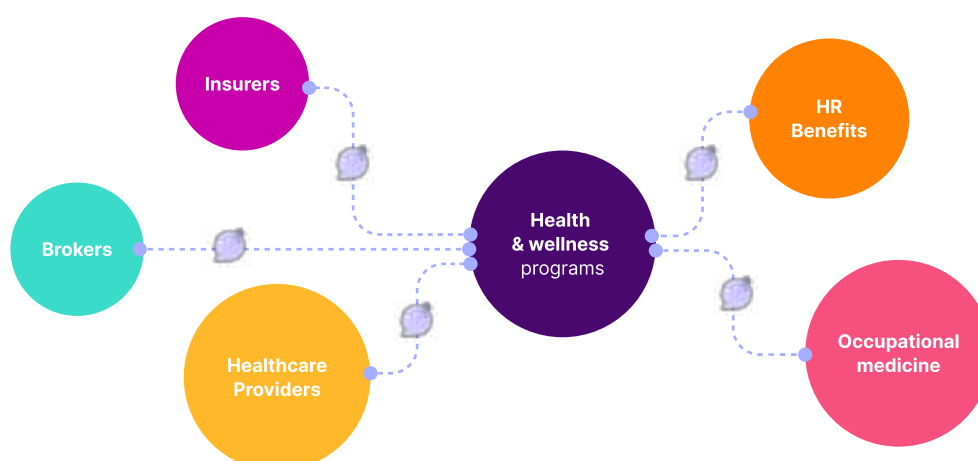 Insurers
HR
Benefits
Brokers
Health
& wellness
programs
Healthcare
Providers
Occupational
medicine